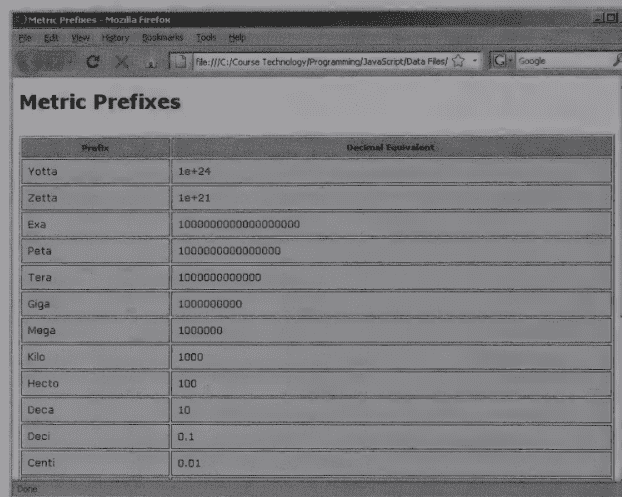 Metric Prefixes - Mozilla Firefox
File Edit View History Bookmarks Tools Help
file:///C:/Course Technology/Programming/JavaScript/Data Files/ G Google
Metric Prefixes
Prefix Decimal Equivalent
Yotta 1e+24
Zetta 1e+21
Exa 1000000000000000000
Peta 1000000000000000
Tera 1000000000000
Giga 1000000000
Mega 1000000
Kilo 1000
Hecto 100
Deca 10
Deci 0.1
Centi 0.01
Done